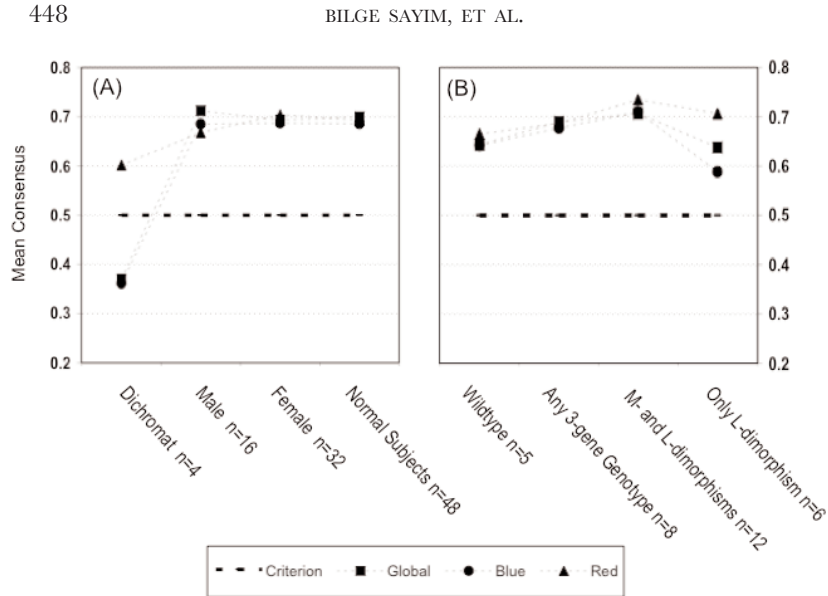 448
BILGE SAYIM, ET AL.
(A)
(B)
Mean Consensus
0.8
0.7
0.6
0.5
0.4
0.3
0.2
0.8
0.7
0.6
0.5
0.4
0.3
0.2
Dichromat n=4
Male n=16
Female n=32
Normal Subjects n=48
Wildtype n=5
Any 3-gene Genotype n=8
M- and L-dimorphisms n=12
Only L-dimorphism n=6
Criterion Global Blue Red